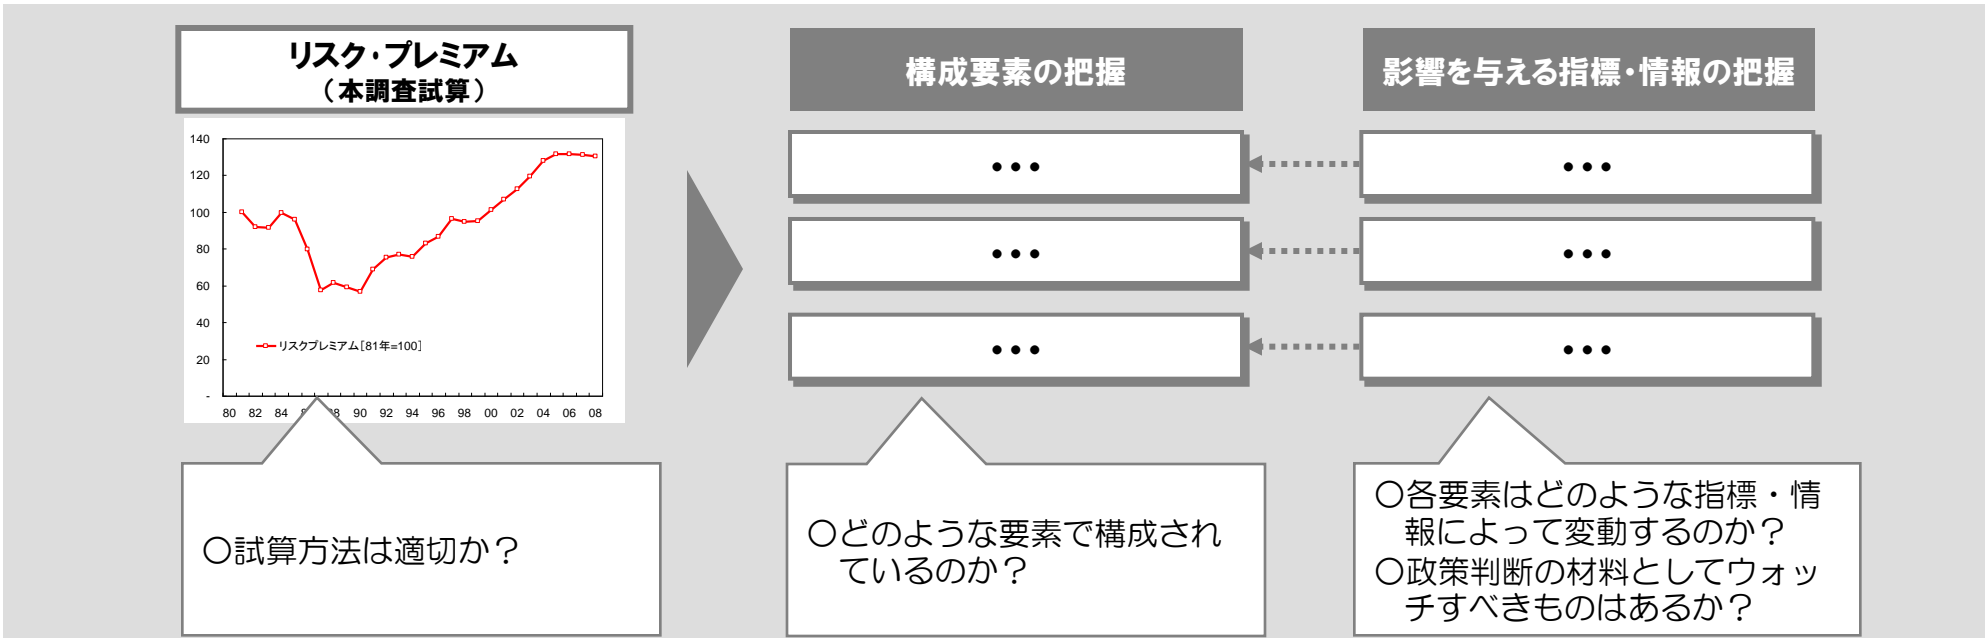 リスク・プレミアム
（本調査試算）
構成要素の把握
影響を与える指標・情報の把握
140
120
100
80
60
40
20
-
リスクプレミアム[81年=100]
80 82 84 88 90 92 94 96 98 00 02 04 06 08
•••
•••
•••
•••
•••
•••
○試算方法は適切か？
○どのような要素で構成され
ているのか？
○各要素はどのような指標・情
報によって変動するのか？
○政策判断の材料としてウォッ
チすべきものはあるか？